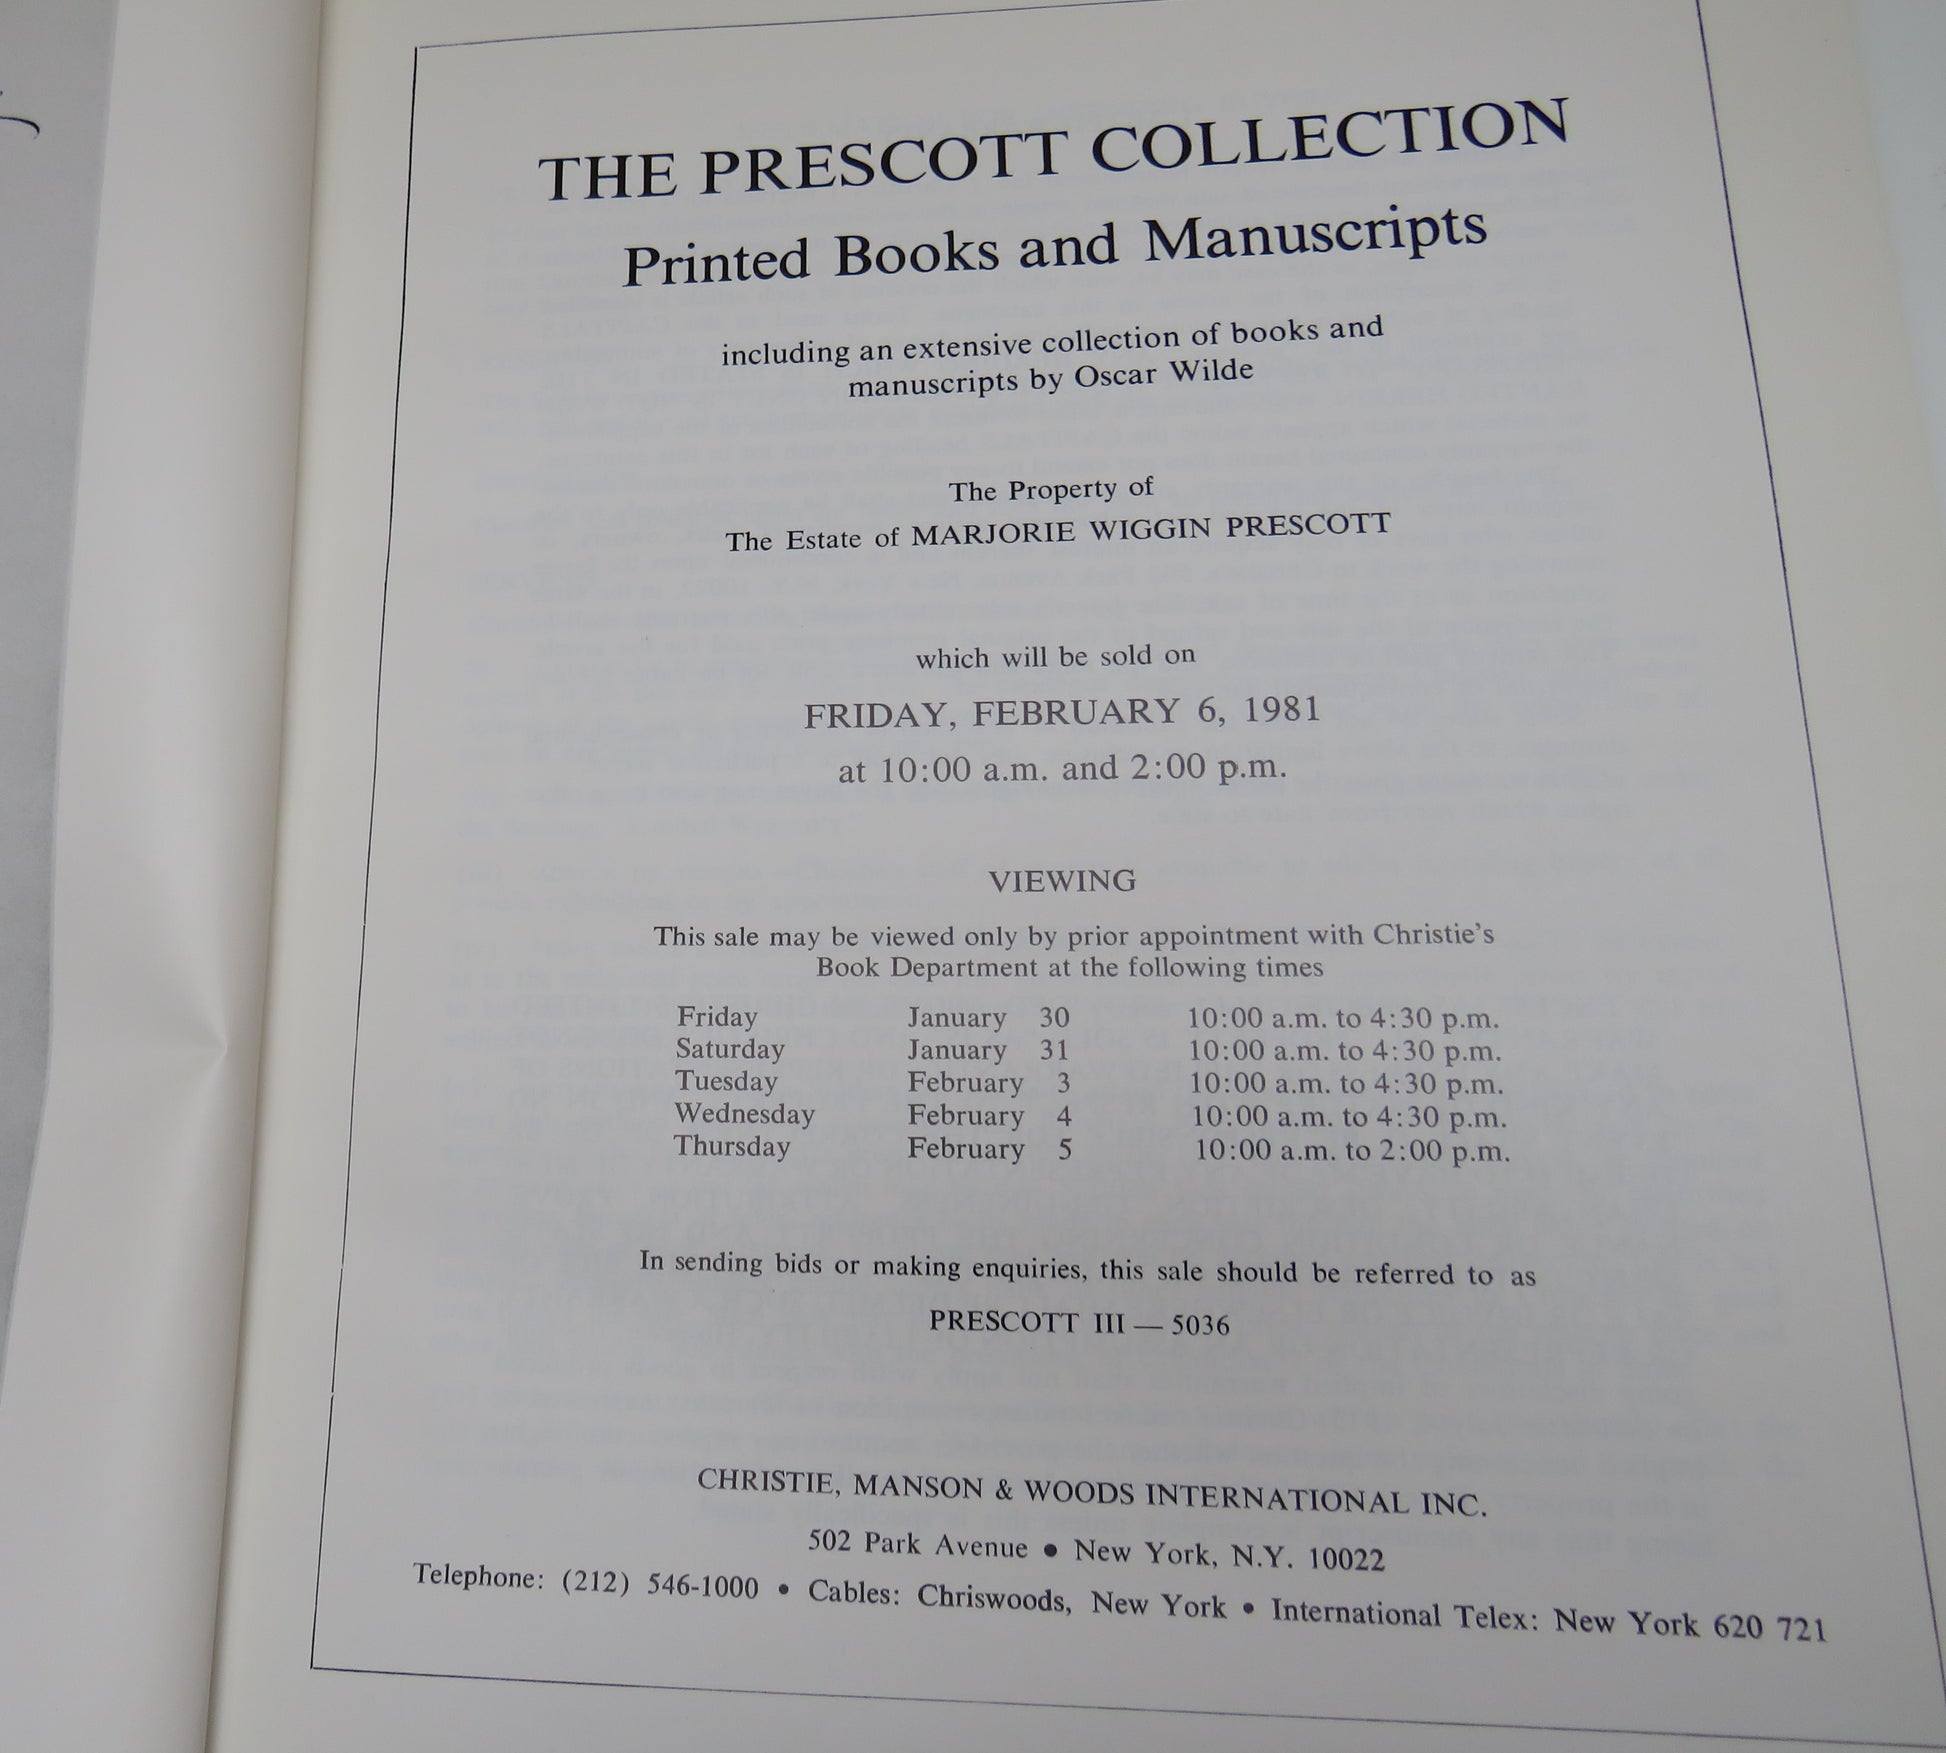 THE PRESCOTT COLLECTION
Printed Books and Manuscripts
including an extensive collection of books and
manuscripts by Oscar Wilde
The Property of
The Estate of MARJORIE WIGGIN PRESCOTT
which will be sold on
FRIDAY, FEBRUARY 6, 1981
at 10:00 a.m. and 2:00 p.m.
VIEWING
This sale may be viewed only by prior appointment with Christie's
Book Department at the following times
Friday January 30 10:00 a.m. to 4:30 p.m.
Saturday January 31 10:00 a.m. to 4:30 p.m.
Tuesday February 3 10:00 a.m. to 4:30 p.m.
Wednesday February 4 10:00 a.m. to 4:30 p.m.
Thursday February 5 10:00 a.m. to 2:00 p.m.
In sending bids or making enquiries, this sale should be referred to as
PRESCOTT III — 5036
CHRISTIE, MANSON & WOODS INTERNATIONAL INC.
502 Park Avenue • New York, N.Y. 10022
Telephone: (212) 546-1000 • Cables: Chriswoods, New York • International Telex: New York 620 721